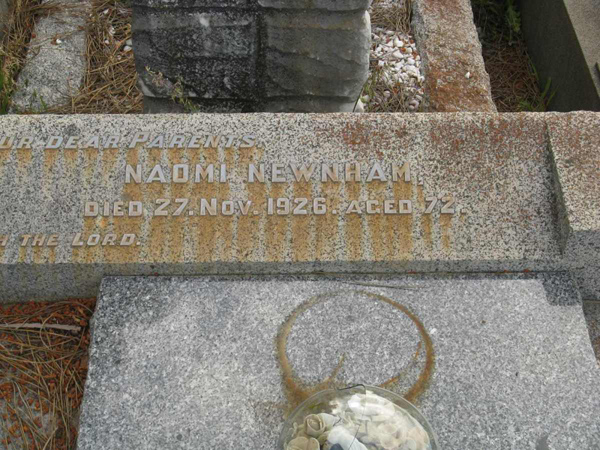 DEAR PARENTS
NAOMI NEWNHAM
DIED 27. NOV. 1926. AGED 72.
THE LORD.